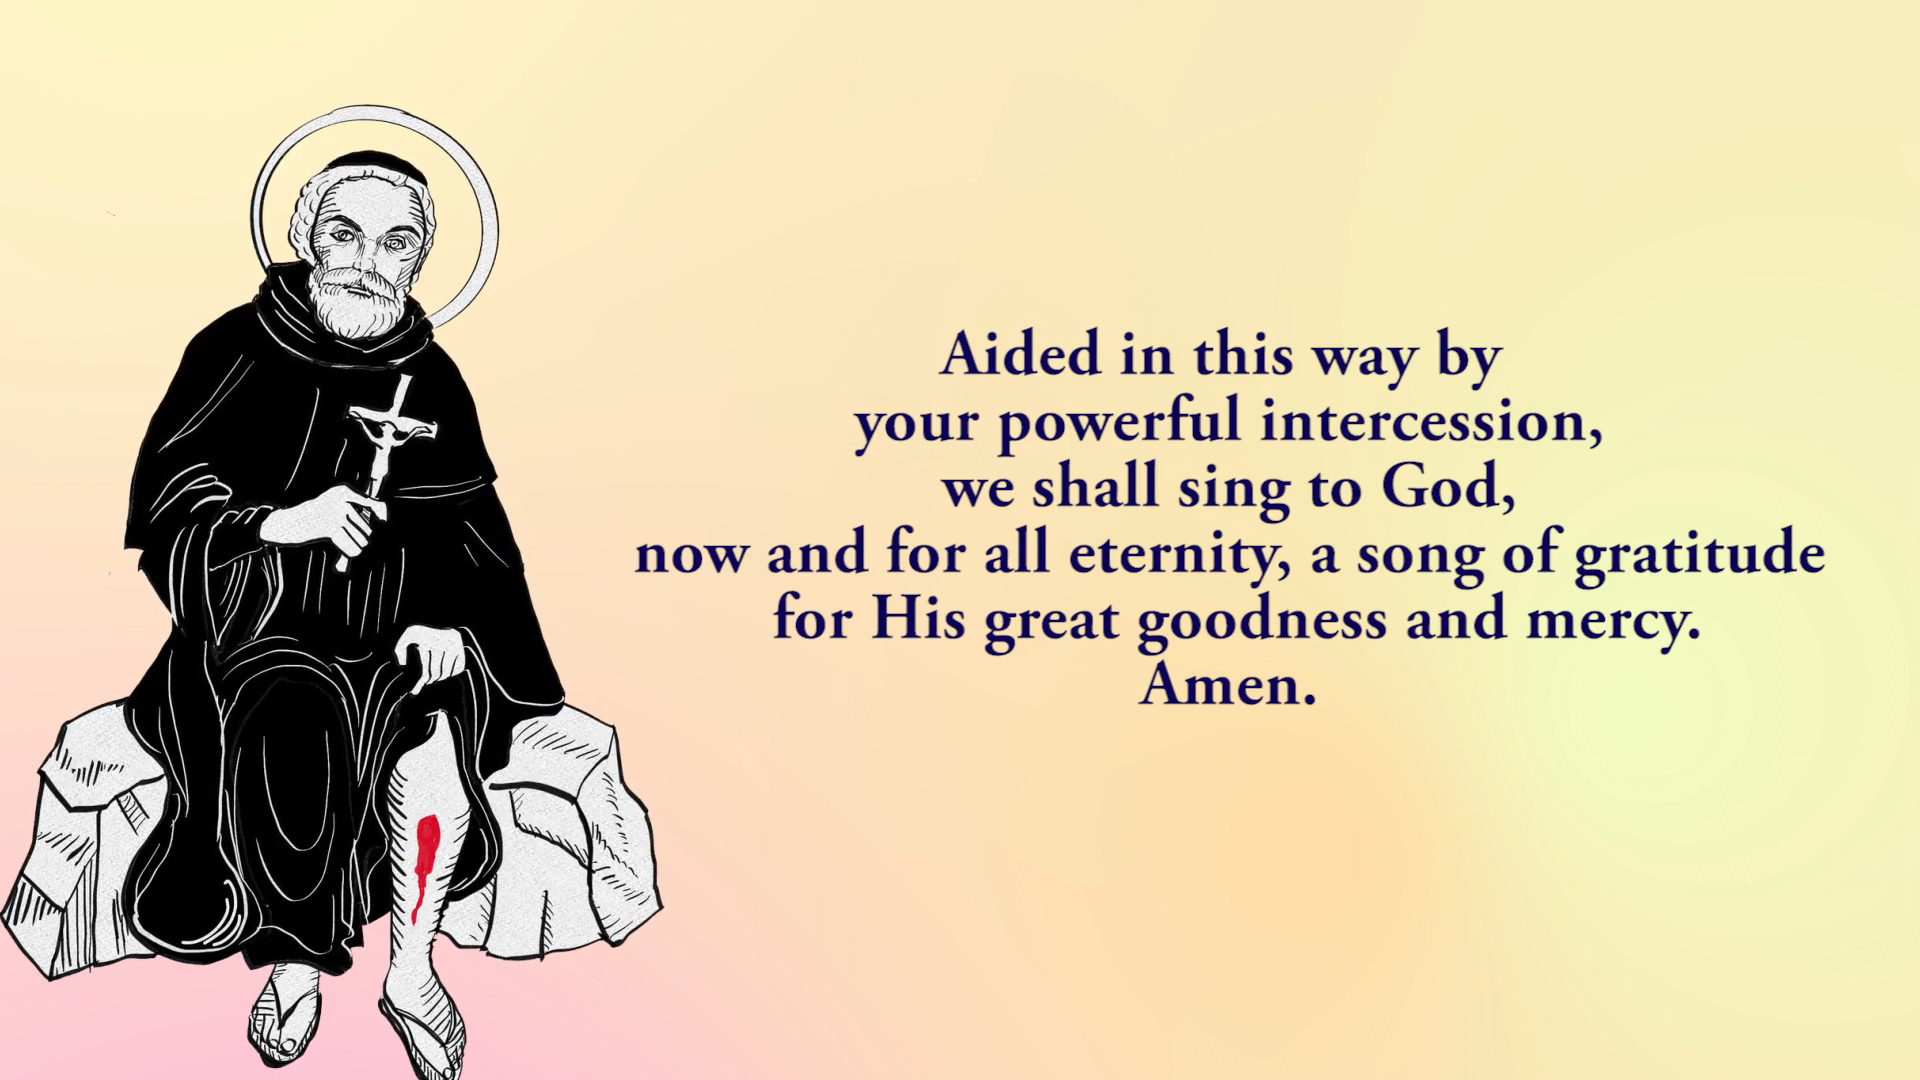 Aided in this way by
your powerful intercession,
we shall sing to God,
now and for all eternity, a song of gratitude
for His great goodness and mercy.
Amen.